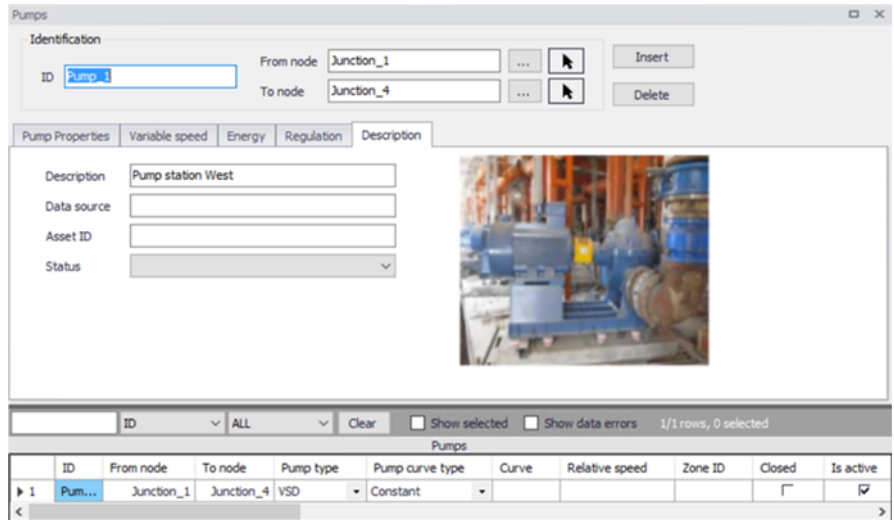 Pumps
Identification
ID Pump_1
From node Junction_1 ...
To node Junction_4 ...
Insert
Delete
Pump Properties Variable speed Energy Regulation Description
Description Pump station West
Data source
Asset ID
Status
ID ALL Clear Show selected Show data errors 1/1 rows, 0 selected
Pumps
ID From node To node Pump type Pump curve type Curve Relative speed Zone ID Closed Is active
1 Pum... Junction_1 Junction_4 VSD Constant